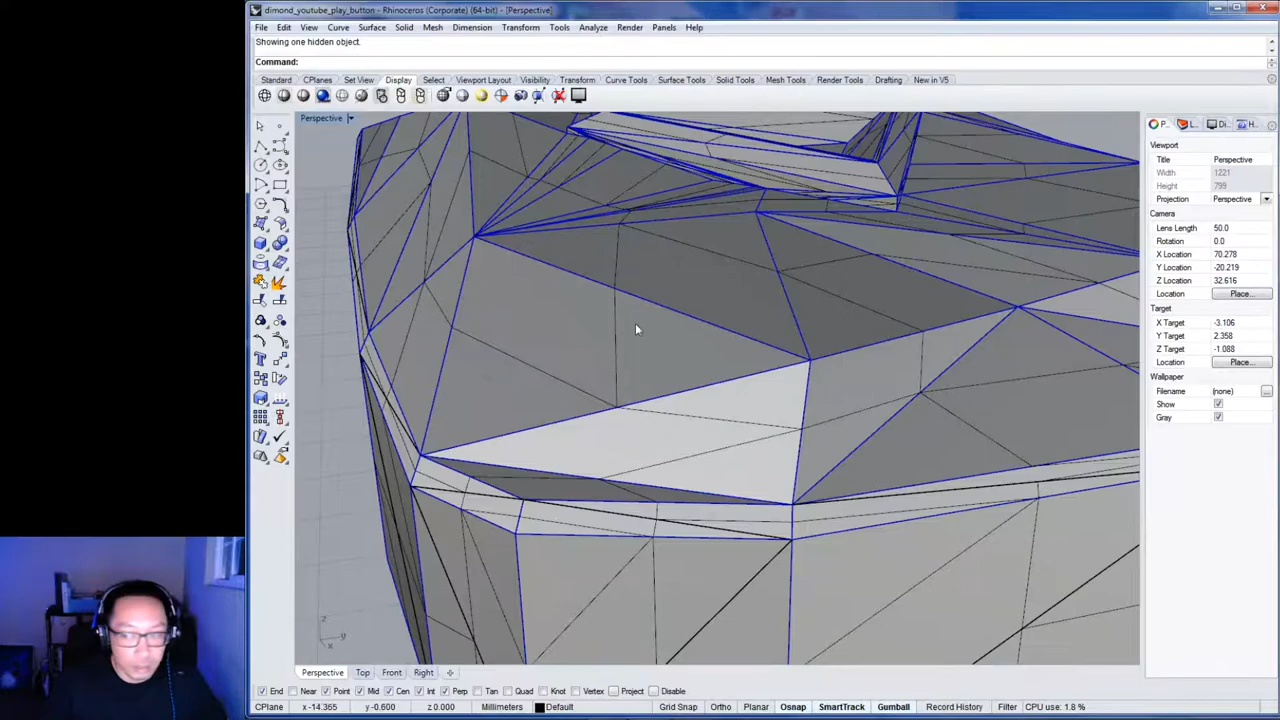 dimond_youtube_play_button - Rhinoceros (Corporate) (64-bit) - [Perspective]
File Edit View Curve Surface Solid Mesh Dimension Transform Tools Analyze Render Panels Help
Showing one hidden object.
Command:
Standard CPlanes Set View Display Select Viewport Layout Visibility Transform Curve Tools Surface Tools Solid Tools Mesh Tools Render Tools Drafting New in V5
Perspective
P... L... Di... H...
Viewport
Title Perspective
Width 1221
Height 799
Projection Perspective
Camera
Lens Length 50.0
Rotation 0.0
X Location 70.278
Y Location -20.219
Z Location 32.616
Location Place...
Target
X Target -3.106
Y Target 2.358
Z Target -1.088
Location Place...
Wallpaper
Filename (none) ...
Show
Gray
z
y
x
Perspective Top Front Right
End Near Point Mid Cen Int Perp Tan Quad Knot Vertex Project Disable
CPlane x -14.365 y -0.600 z 0.000 Millimeters Default Grid Snap Ortho Planar Osnap SmartTrack Gumball Record History Filter CPU use: 1.8 %